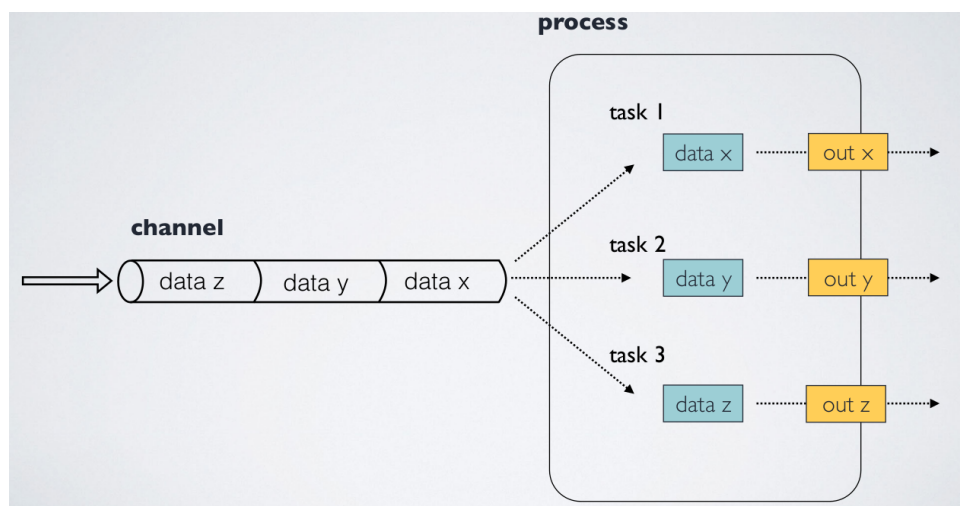 process
task 1
data x
out x
channel
task 2
data z
data y
data x
data y
out y
task 3
data z
out z